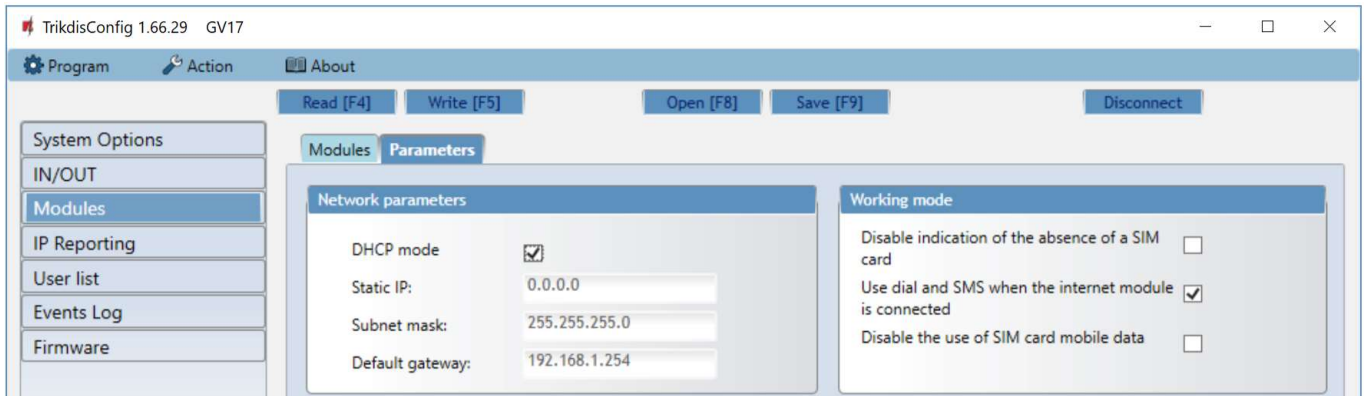 TrikdisConfig 1.66.29 GV17
Program Action About
Read [F4] Write [F5] Open [F8] Save [F9] Disconnect
System Options
IN/OUT
Modules
IP Reporting
User list
Events Log
Firmware
Modules Parameters
Network parameters
DHCP mode
Static IP: 0.0.0.0
Subnet mask: 255.255.255.0
Default gateway: 192.168.1.254
Working mode
Disable indication of the absence of a SIM
card
Use dial and SMS when the internet module
is connected
Disable the use of SIM card mobile data